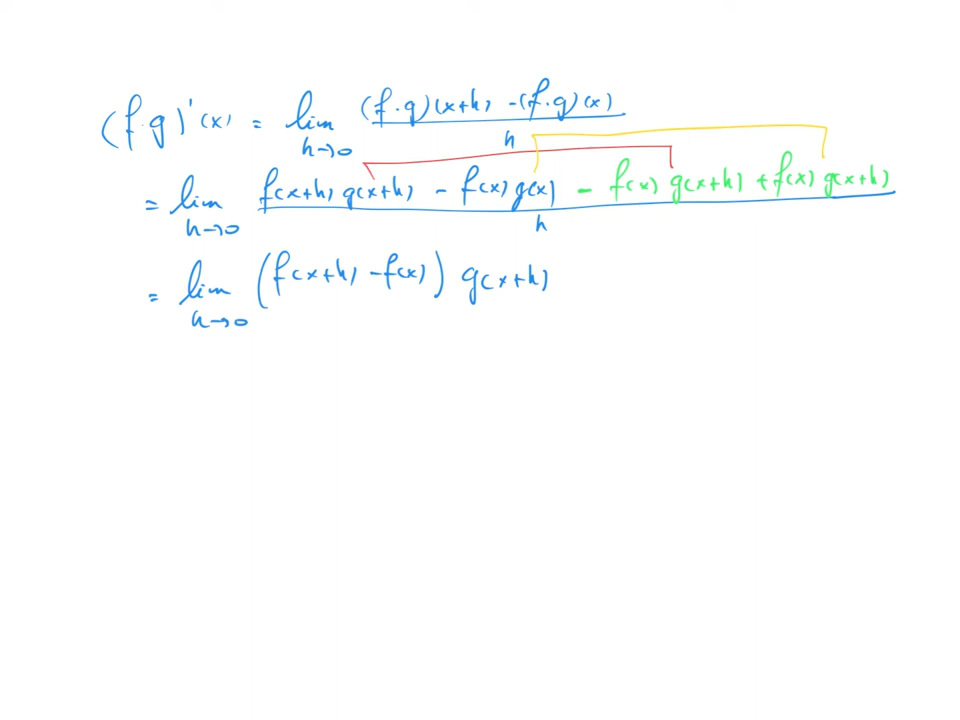 (f·g)'(x) = lim h→0 (f·g)(x+h) - (f·g)(x) / h
= lim h→0 f(x+h) g(x+h) - f(x) g(x) - f(x) g(x+h) + f(x) g(x+h) / h
= lim h→0 (f(x+h) - f(x)) g(x+h)